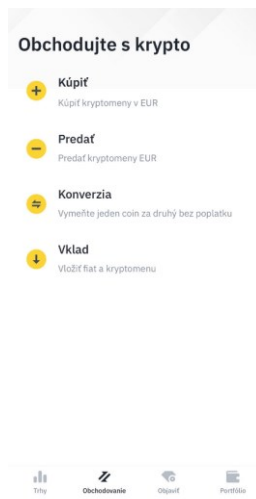 Obchodujte s krypto
Kúpiť
Kúpiť kryptomeny v EUR
Predať
Predať kryptomeny EUR
Konverzia
Vymeňte jeden coin za druhý bez poplatku
Vklad
Vložiť fiat a kryptomenu
Trhy
Obchodovanie
Objaviť
Portfólio